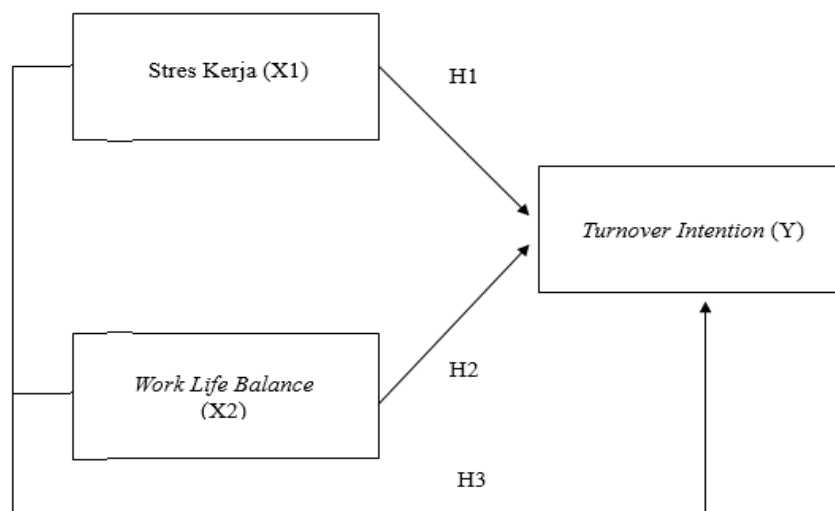 Stres Kerja (X1)
H1
Turnover Intention (Y)
Work Life Balance
(X2)
H2
H3